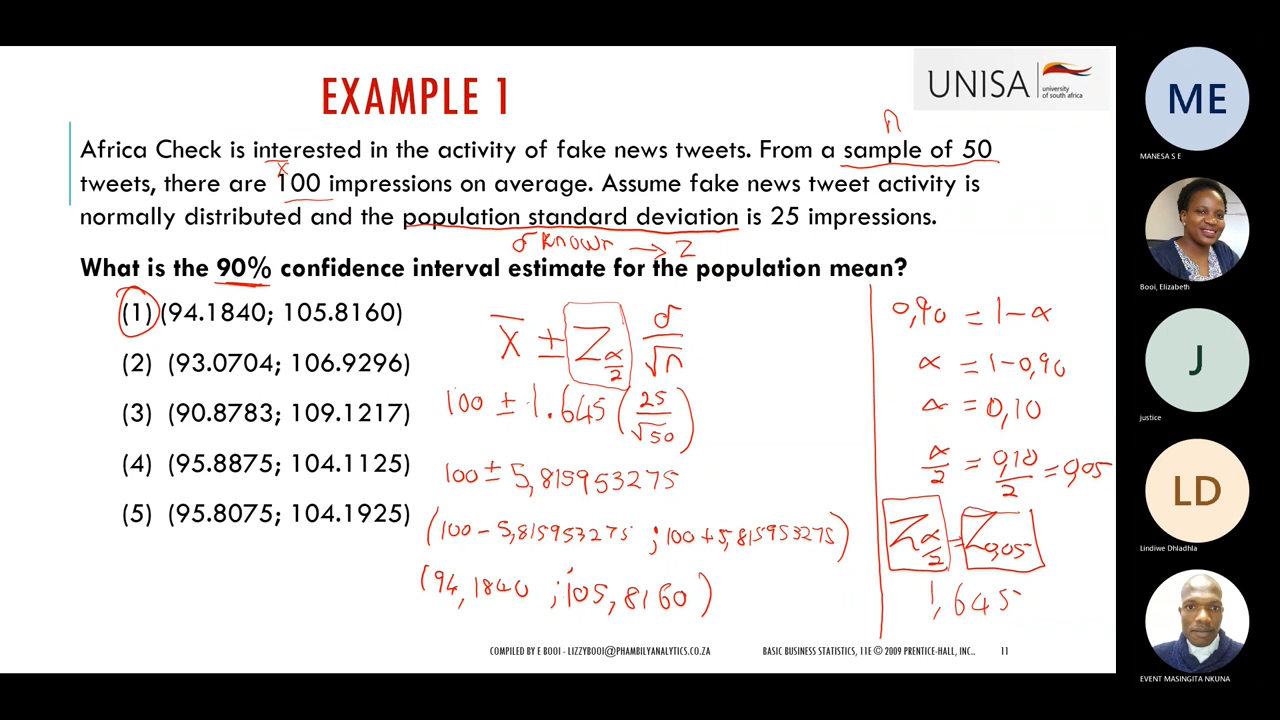 EXAMPLE 1
UNISA
university
of south africa
n
Africa Check is interested in the activity of fake news tweets. From a sample of 50
x̄
tweets, there are 100 impressions on average. Assume fake news tweet activity is
normally distributed and the population standard deviation is 25 impressions.
σ known → Z
What is the 90% confidence interval estimate for the population mean?
(1) (94.1840; 105.8160)
(2) (93.0704; 106.9296)
(3) (90.8783; 109.1217)
(4) (95.8875; 104.1125)
(5) (95.8075; 104.1925)
X̄ ± Z α/2 σ/√n
100 ± 1.645 (25/√50)
100 ± 5,815953275
(100 - 5,815953275 ; 100 + 5,815953275)
(94,1840 ; 105,8160)
0,90 = 1-α
α = 1-0,90
α = 0,10
α/2 = 0,10/2 = 0,05
Z α/2 = Z 0,05
1,645
COMPILED BY E BOOI - LIZZYBOOI@PHAMBILYANALYTICS.CO.ZA
BASIC BUSINESS STATISTICS, 11E © 2009 PRENTICE-HALL, INC..
11
ME
MANESA S E
Booi, Elizabeth
J
justice
LD
Lindiwe Dhladhla
EVENT MASINGITA NKUNA